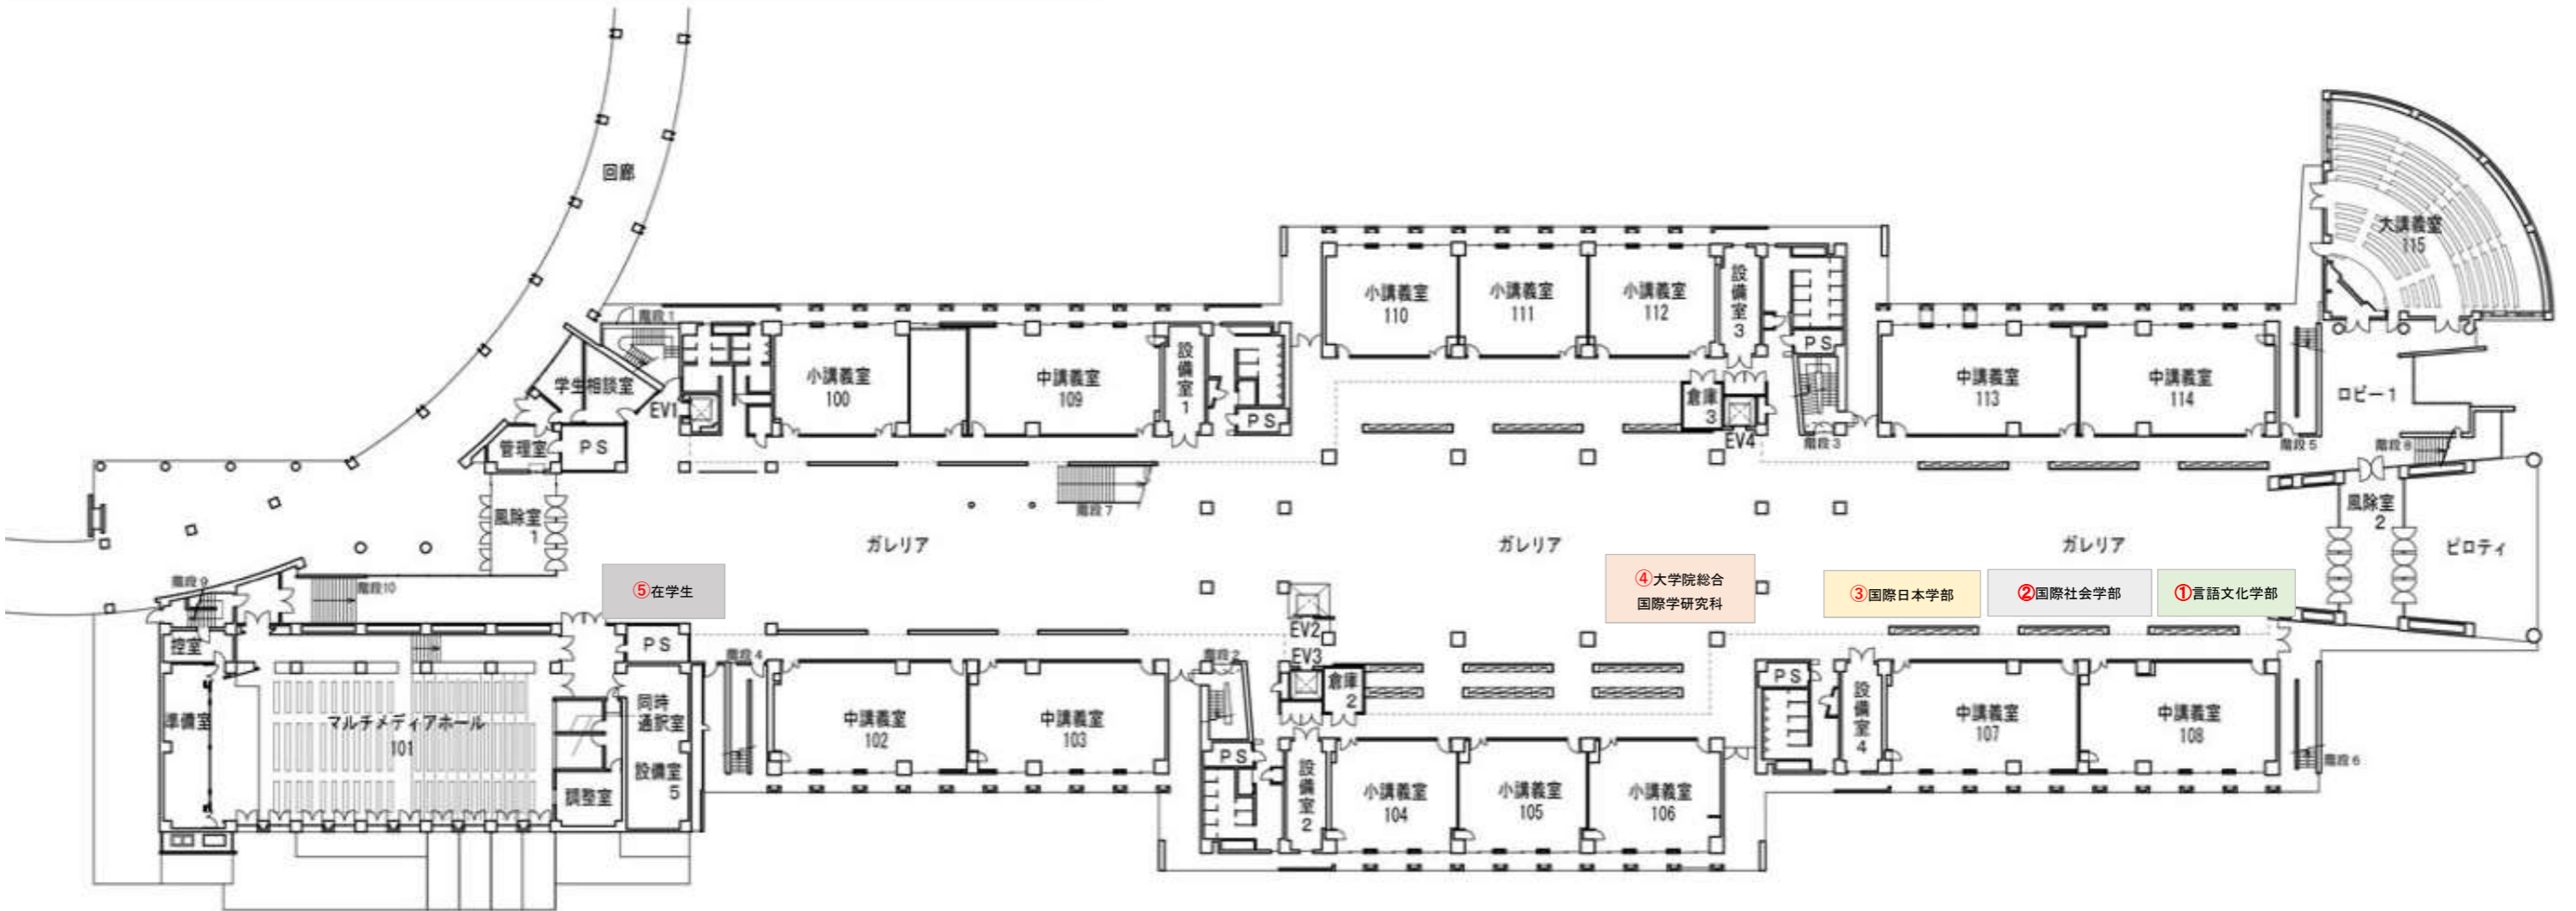 回廊
大講義室
115
階段1
小講義室
110
小講義室
111
小講義室
112
設備室3
PS
学生相談室
EV1
小講義室
100
中講義室
109
設備室1
PS
倉庫3
EV4
階段3
中講義室
113
中講義室
114
階段5
ロビー1
階段8
管理室
PS
風除室1
階段7
風除室2
ガレリア
ガレリア
ガレリア
ピロティ
階段9
階段10
⑤在学生
④大学院総合
国際学研究科
③国際日本学部
②国際社会学部
①言語文化学部
控室
PS
階段4
階段2
EV2
EV3
倉庫2
PS
準備室
マルチメディアホール
101
同時
通訳室
設備室5
調整室
中講義室
102
中講義室
103
PS
設備室2
小講義室
104
小講義室
105
小講義室
106
設備室4
中講義室
107
中講義室
108
階段6